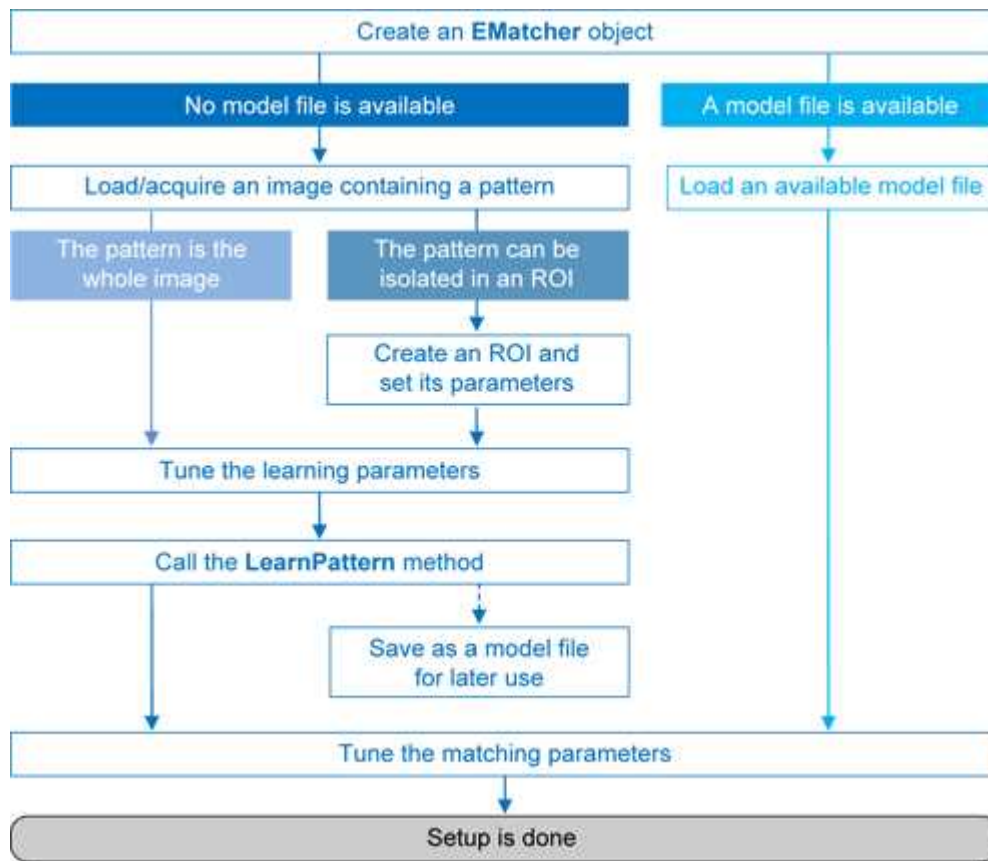 Create an EMatcher object
No model file is available
A model file is available
Load/acquire an image containing a pattern
Load an available model file
The pattern is the
whole image
The pattern can be
isolated in an ROI
Create an ROI and
set its parameters
Tune the learning parameters
Call the LearnPattern method
Save as a model file
for later use
Tune the matching parameters
Setup is done